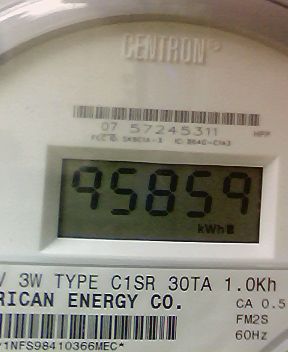 CENTRON®
07 57245311
95859
kWh
V 3W TYPE C1SR 30TA 1.0Kh
RICAN ENERGY CO.
CA 0.5
FM2S
60Hz
1NFS98410366MEC*